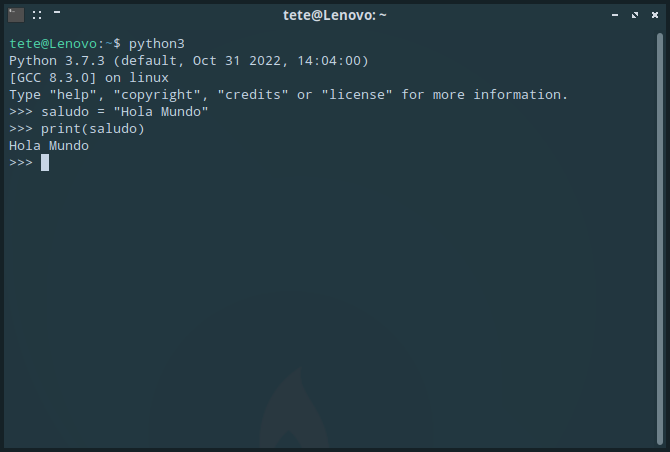 tete@Lenovo: ~
tete@Lenovo:~$ python3
Python 3.7.3 (default, Oct 31 2022, 14:04:00)
[GCC 8.3.0] on linux
Type "help", "copyright", "credits" or "license" for more information.
>>> saludo = "Hola Mundo"
>>> print(saludo)
Hola Mundo
>>>